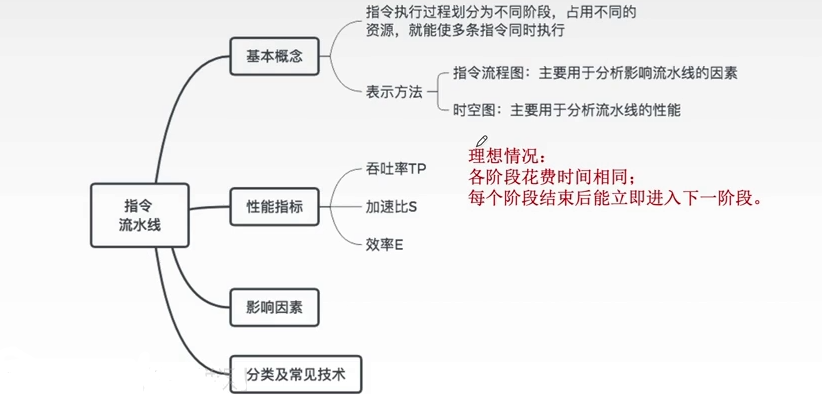 指令执行过程划分为不同阶段，占用不同的
资源，就能使多条指令同时执行
基本概念
指令流程图：主要用于分析影响流水线的因素
表示方法
时空图：主要用于分析流水线的性能
理想情况：
各阶段花费时间相同；
每个阶段结束后能立即进入下一阶段。
吞吐率TP
指令
流水线
性能指标
加速比S
效率E
影响因素
分类及常见技术